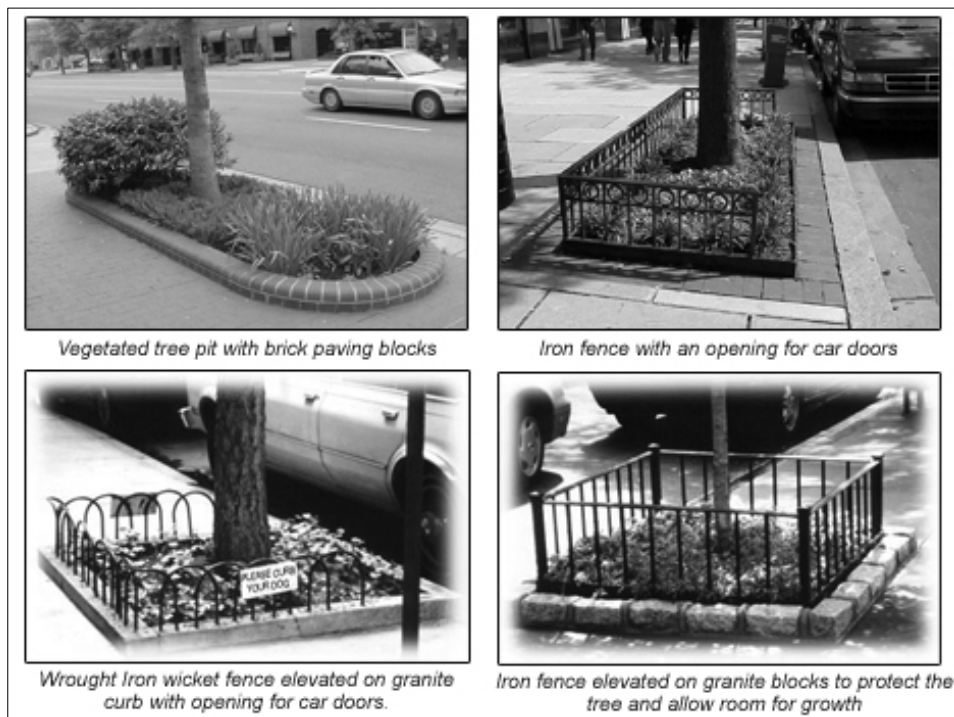 Vegetated tree pit with brick paving blocks
Iron fence with an opening for car doors
PLEASE CURB
YOUR DOG
Wrought Iron wicket fence elevated on granite
curb with opening for car doors.
Iron fence elevated on granite blocks to protect the
tree and allow room for growth